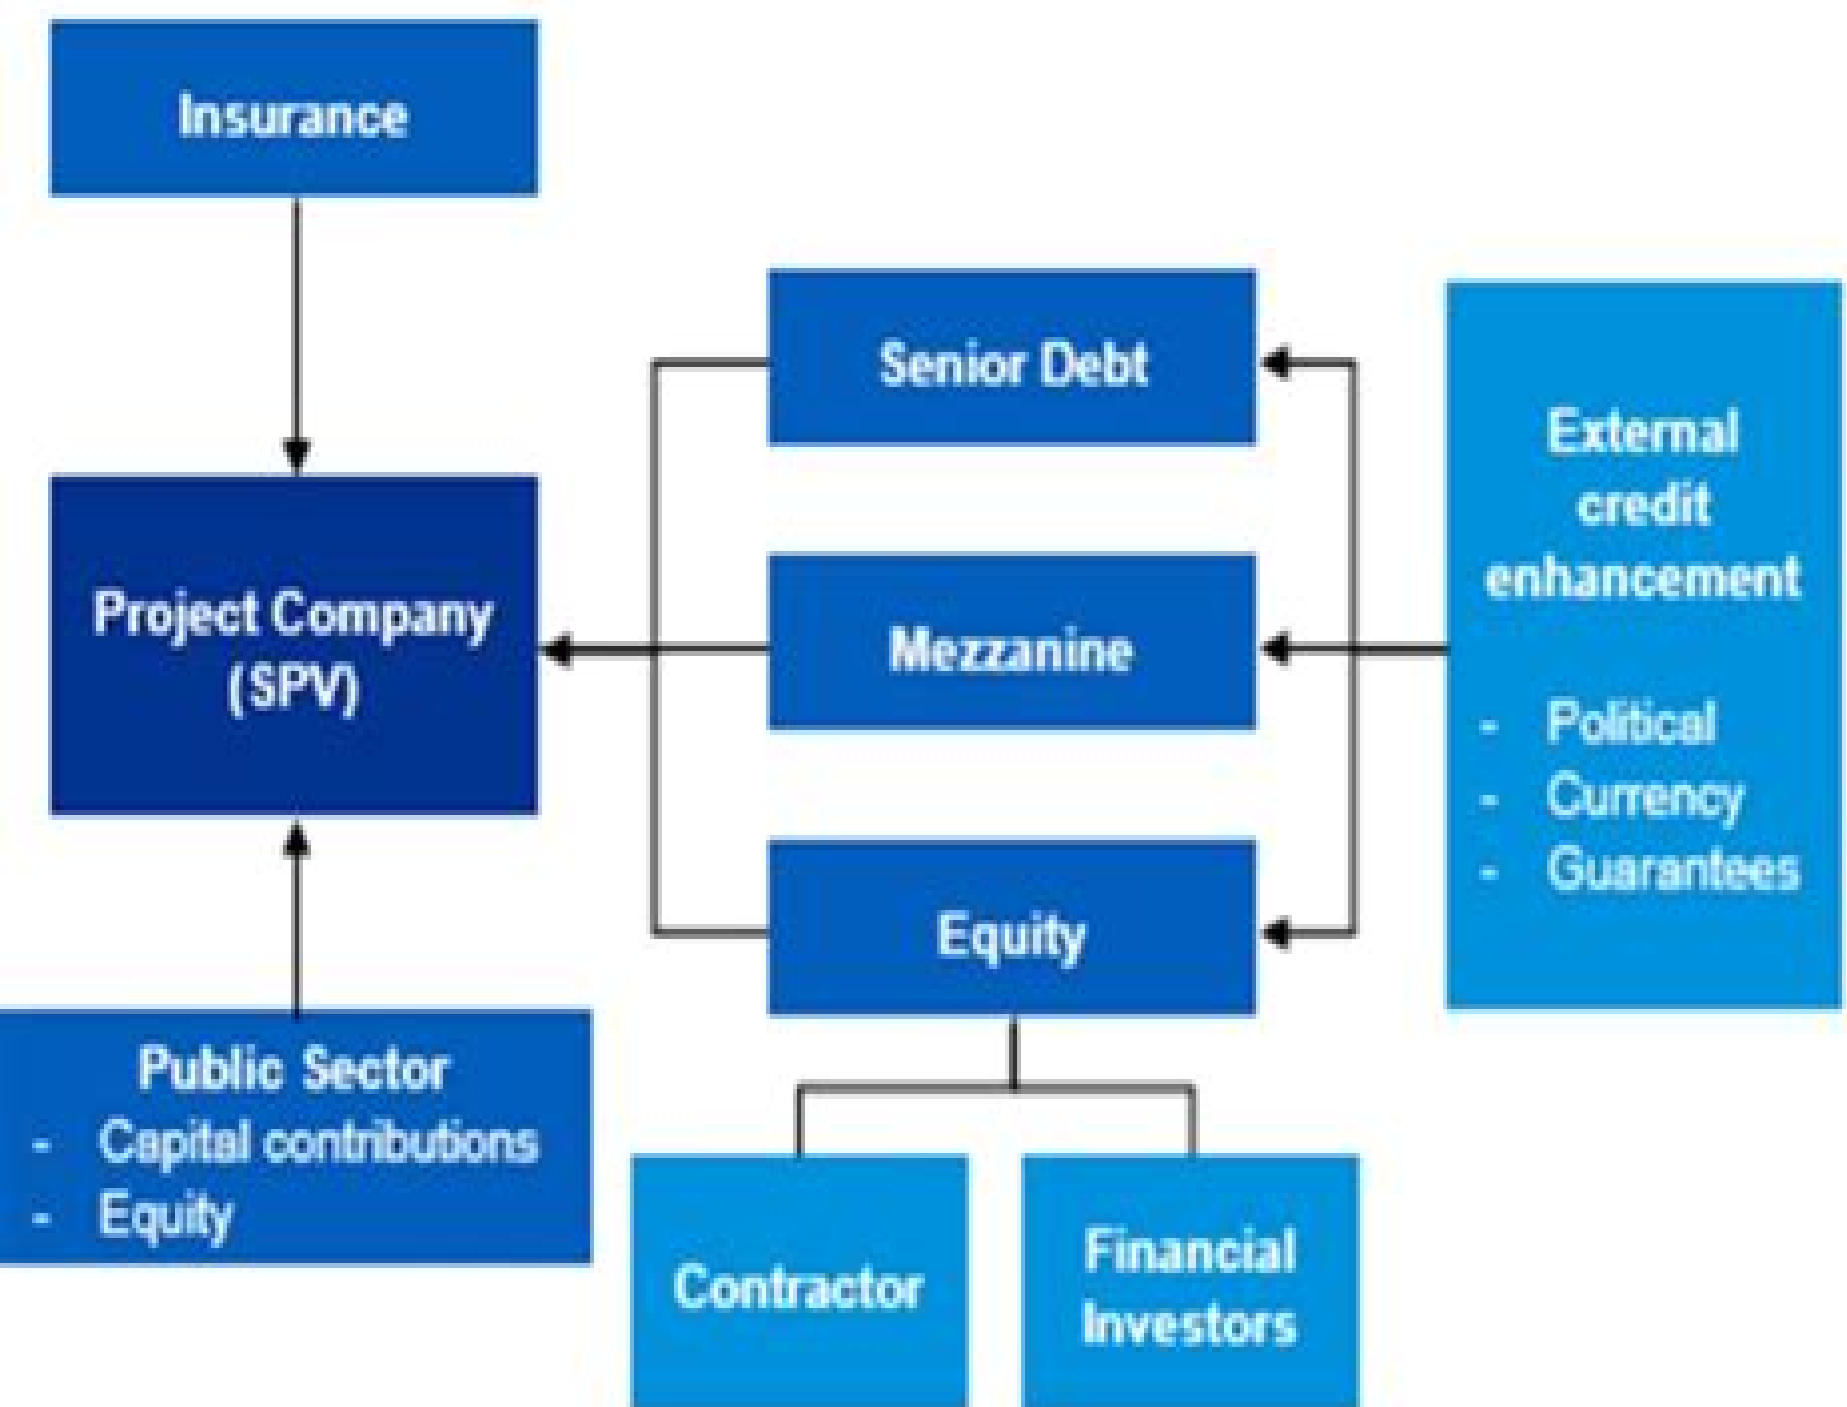 Insurance
Senior Debt
External
credit
enhancement
- Political
- Currency
- Guarantees
Project Company
(SPV)
Mezzanine
Equity
Public Sector
- Capital contributions
- Equity
Contractor
Financial
Investors